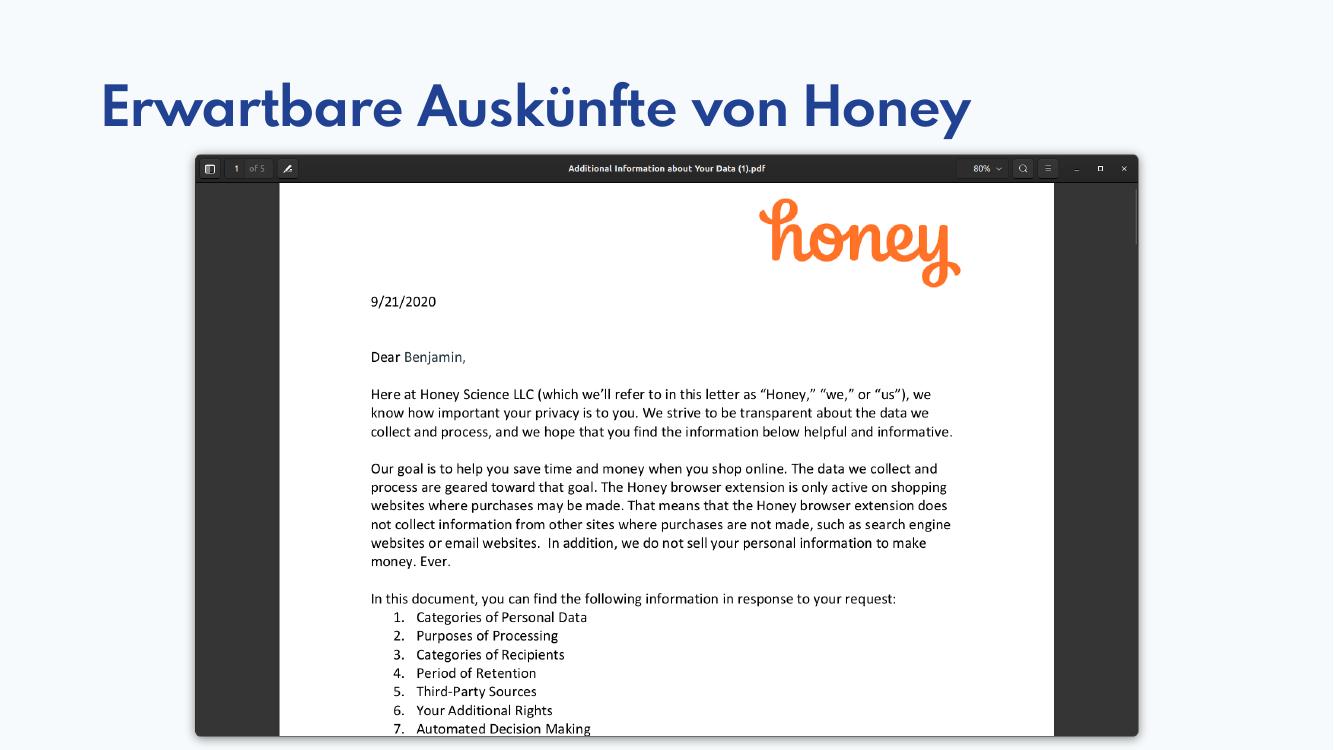 Erwartbare Auskünfte von Honey
1 of 5
Additional Information about Your Data (1).pdf
80%
honey
9/21/2020
Dear Benjamin,
Here at Honey Science LLC (which we’ll refer to in this letter as “Honey,” “we,” or “us”), we
know how important your privacy is to you. We strive to be transparent about the data we
collect and process, and we hope that you find the information below helpful and informative.
Our goal is to help you save time and money when you shop online. The data we collect and
process are geared toward that goal. The Honey browser extension is only active on shopping
websites where purchases may be made. That means that the Honey browser extension does
not collect information from other sites where purchases are not made, such as search engine
websites or email websites.  In addition, we do not sell your personal information to make
money. Ever.
In this document, you can find the following information in response to your request:
1. Categories of Personal Data
2. Purposes of Processing
3. Categories of Recipients
4. Period of Retention
5. Third-Party Sources
6. Your Additional Rights
7. Automated Decision Making